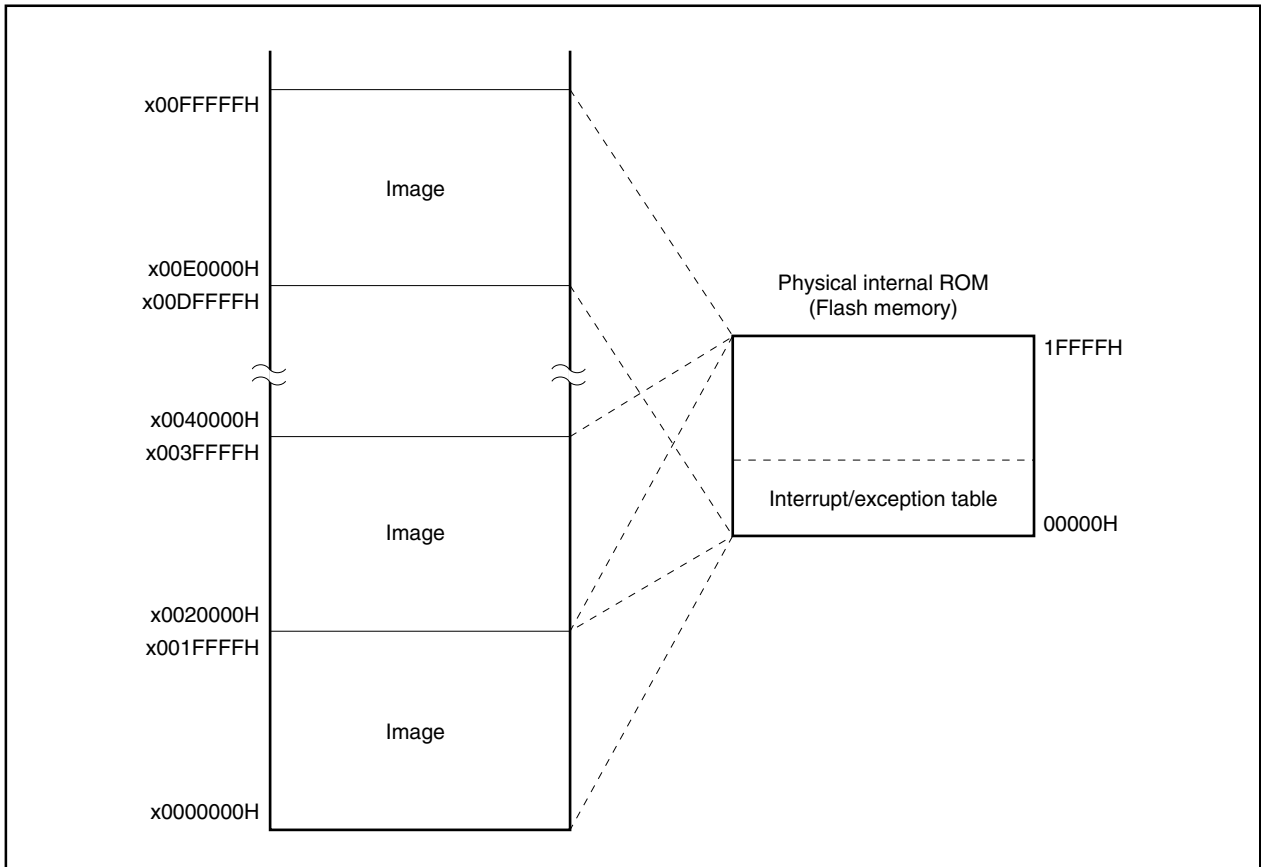 x00FFFFFH
Image
x00E0000H
x00DFFFFH
x0040000H
x003FFFFH
Image
x0020000H
x001FFFFH
Image
x0000000H
Physical internal ROM
(Flash memory)
1FFFFH
Interrupt/exception table
00000H